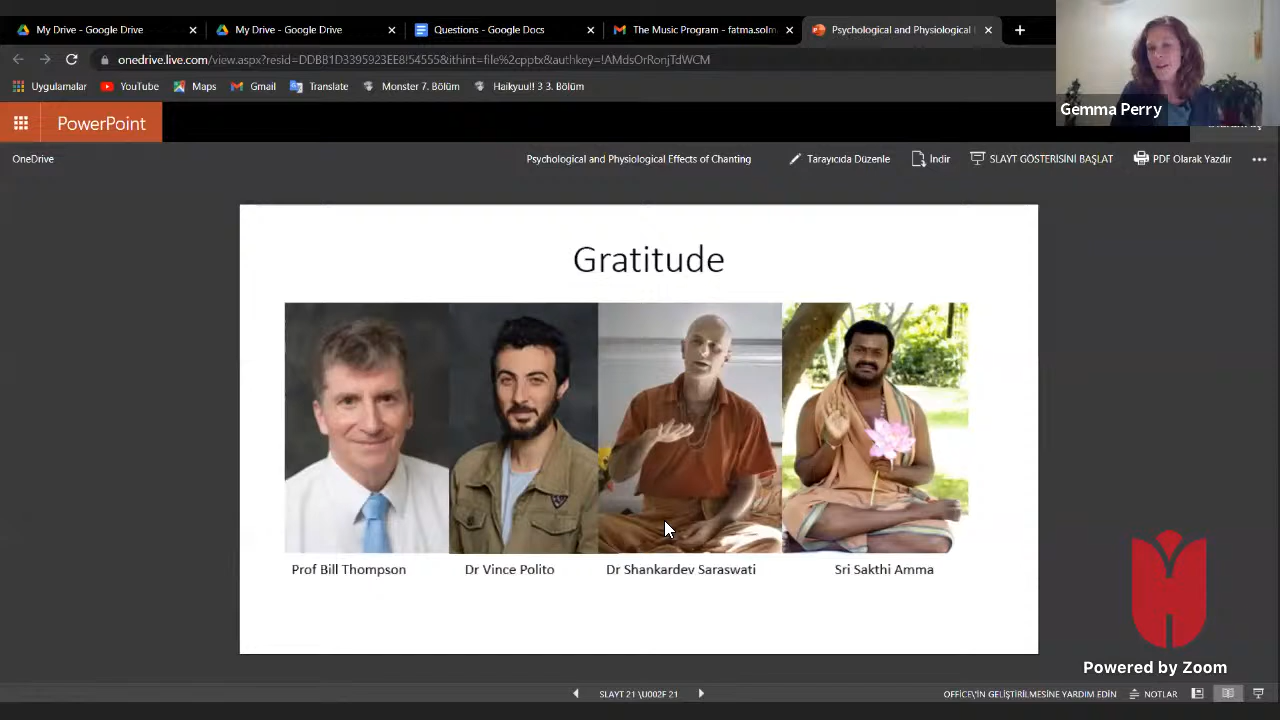 My Drive - Google Drive
My Drive - Google Drive
Questions - Google Docs
The Music Program - fatma.solm
Psychological and Physiological
onedrive.live.com/view.aspx?resid=DDBB1D3395923EE8!54555&ithint=file%2cpptx&authkey=!AMdsOrRonjTdWCM
Uygulamalar
YouTube
Maps
Gmail
Translate
Monster 7. Bölüm
Haikyuu!! 3 3. Bölüm
Gemma Perry
PowerPoint
OneDrive
Psychological and Physiological Effects of Chanting
Tarayıcıda Düzenle
İndir
SLAYT GÖSTERİSİNİ BAŞLAT
PDF Olarak Yazdır
Gratitude
Prof Bill Thompson
Dr Vince Polito
Dr Shankardev Saraswati
Sri Sakthi Amma
Powered by Zoom
SLAYT 21 \U002F 21
OFFICE\'İN GELİŞTİRİLMESİNE YARDIM EDİN
NOTLAR